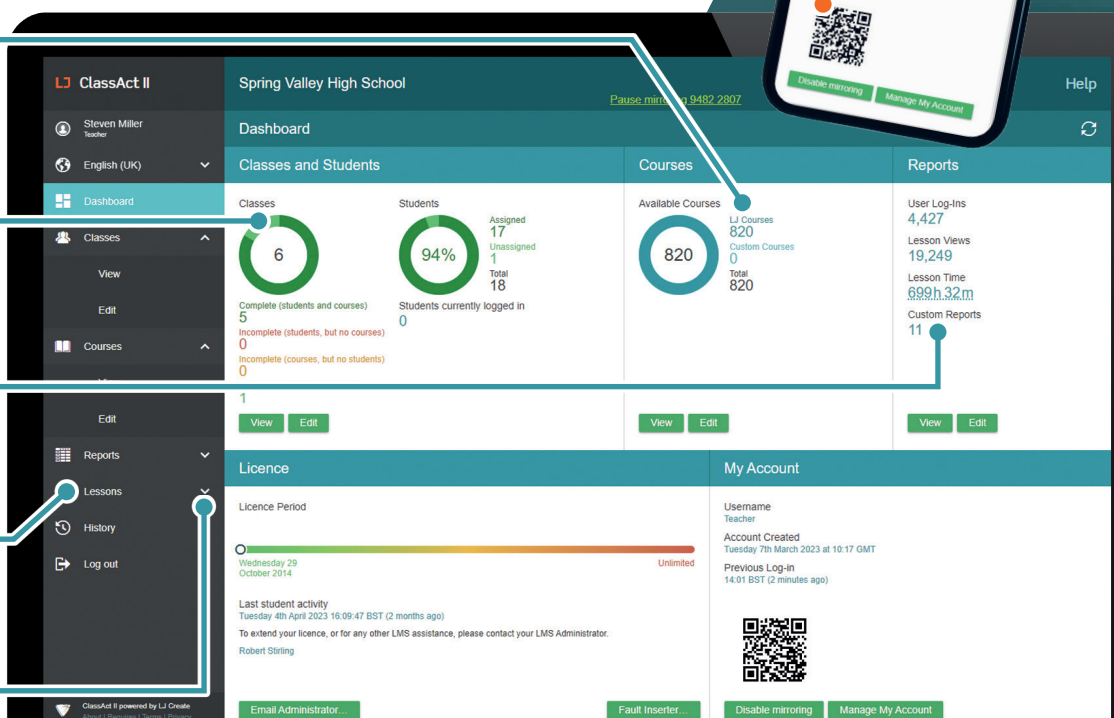 Disable mirroring
Manage My Account
LJ ClassAct II
Spring Valley High School
Pause mirroring 9482 2807
Help
Steven Miller
Teacher
English (UK)
Dashboard
Classes
View
Edit
Courses
Edit
Reports
Lessons
History
Log out
ClassAct II powered by LJ Create
About | Requires | Terms | Privacy
Dashboard
Classes and Students
Courses
Reports
Classes
6
Complete (students and courses)
5
Incomplete (students, but no courses)
0
Incomplete (courses, but no students)
0
1
View
Edit
Students
94%
Assigned
17
Unassigned
1
Total
18
Students currently logged in
0
Available Courses
820
LJ Courses
820
Custom Courses
0
Total
820
View
Edit
User Log-Ins
4,427
Lesson Views
19,249
Lesson Time
699h 32m
Custom Reports
11
View
Edit
Licence
Licence Period
Wednesday 29
October 2014
Unlimited
Last student activity
Tuesday 4th April 2023 16:09:47 BST (2 months ago)
To extend your licence, or for any other LMS assistance, please contact your LMS Administrator.
Robert Stirling
Email Administrator...
Fault Inserter...
My Account
Username
Teacher
Account Created
Tuesday 7th March 2023 at 10:17 GMT
Previous Log-in
14:01 BST (2 minutes ago)
Disable mirroring
Manage My Account